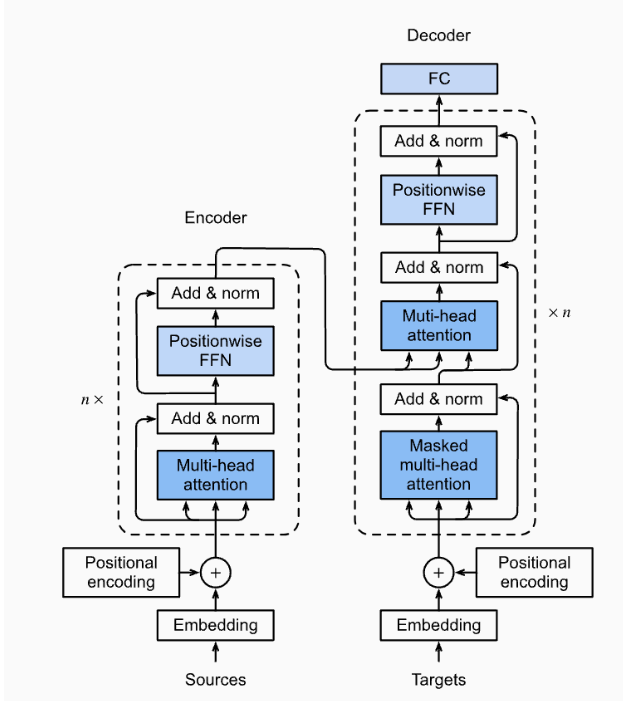 Decoder
FC
Add & norm
Positionwise
FFN
Add & norm
Muti-head
attention
× n
Add & norm
Masked
multi-head
attention
Positional
encoding
+
Embedding
Targets
Encoder
Add & norm
Positionwise
FFN
n ×
Add & norm
Multi-head
attention
Positional
encoding
+
Embedding
Sources